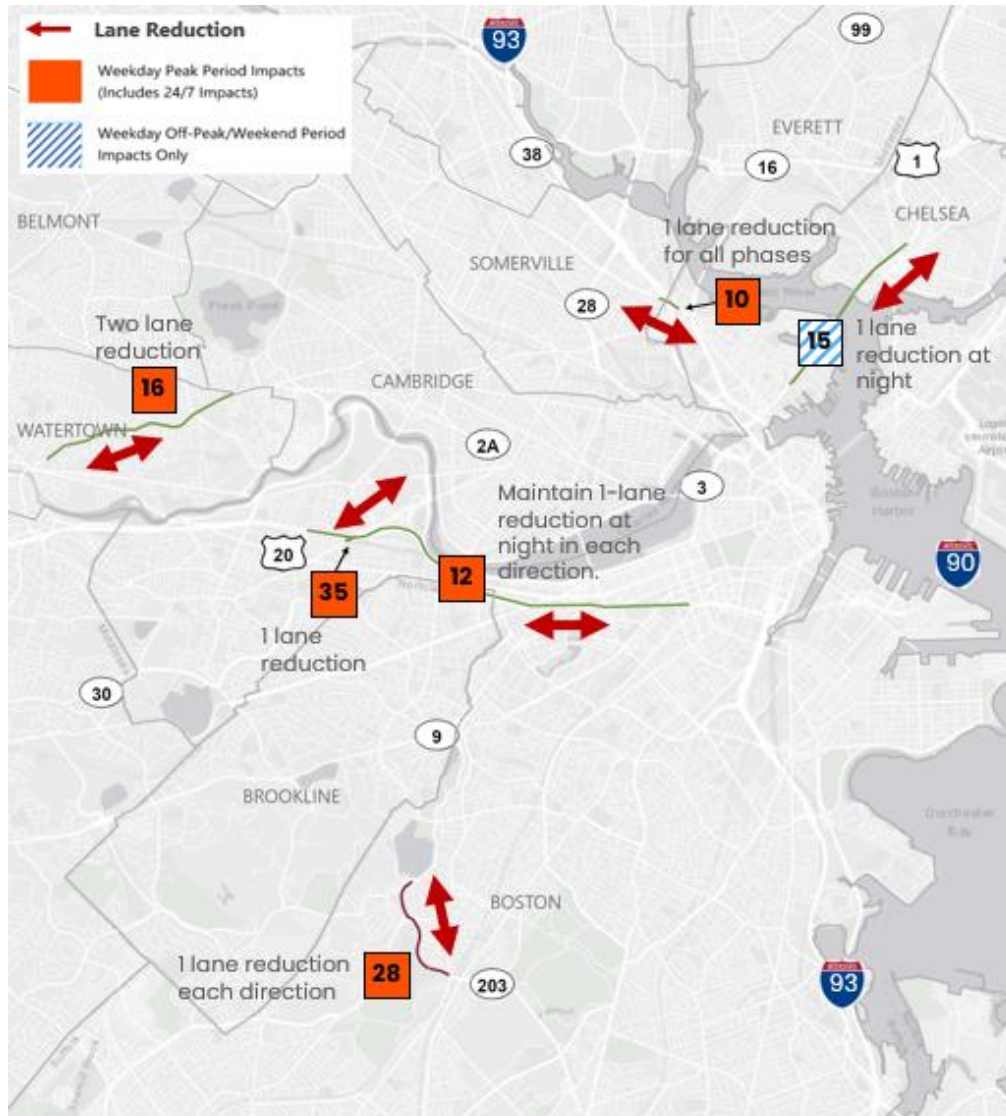 Lane Reduction
Weekday Peak Period Impacts
(Includes 24/7 Impacts)
Weekday Off-Peak/Weekend Period
Impacts Only
93
99
EVERETT
38
16
1
BELMONT
CHELSEA
1 lane reduction
for all phases
SOMERVILLE
10
28
15
1 lane
reduction at
night
Two lane
reduction
16
CAMBRIDGE
WATERTOWN
2A
3
Maintain 1-lane
reduction at
night in each
direction.
Boston
Harbor
20
12
90
35
1 lane
reduction
30
9
BROOKLINE
Dorchester
Bay
BOSTON
1 lane reduction
each direction
28
203
93